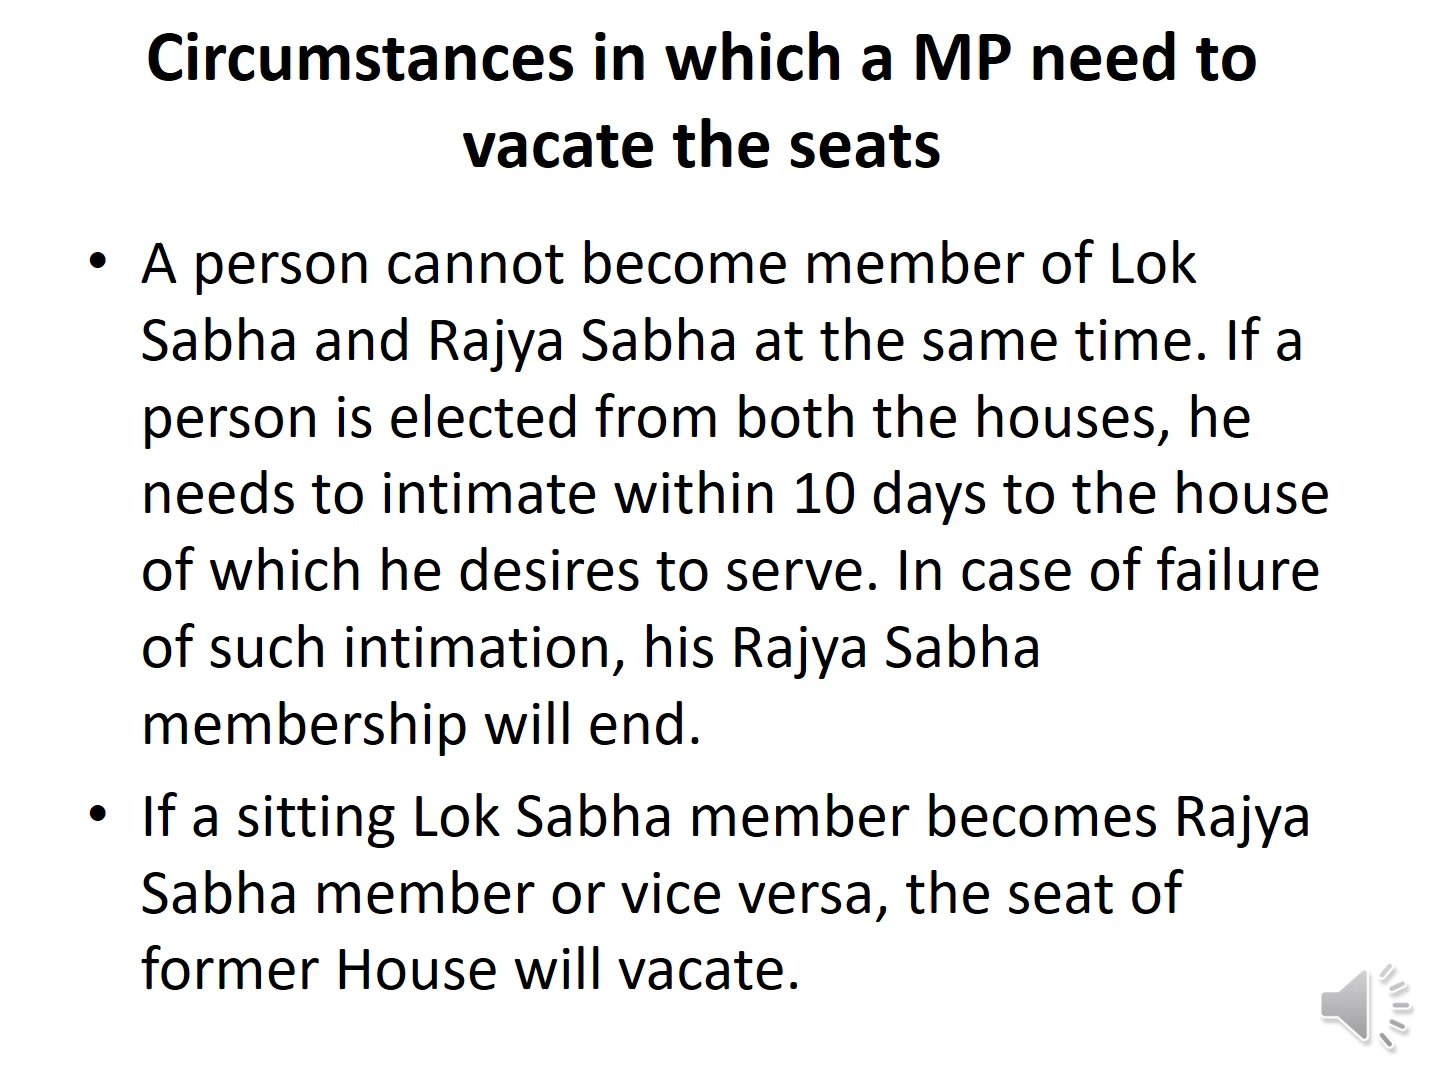 Circumstances in which a MP need to
vacate the seats
• A person cannot become member of Lok
Sabha and Rajya Sabha at the same time. If a
person is elected from both the houses, he
needs to intimate within 10 days to the house
of which he desires to serve. In case of failure
of such intimation, his Rajya Sabha
membership will end.
• If a sitting Lok Sabha member becomes Rajya
Sabha member or vice versa, the seat of
former House will vacate.